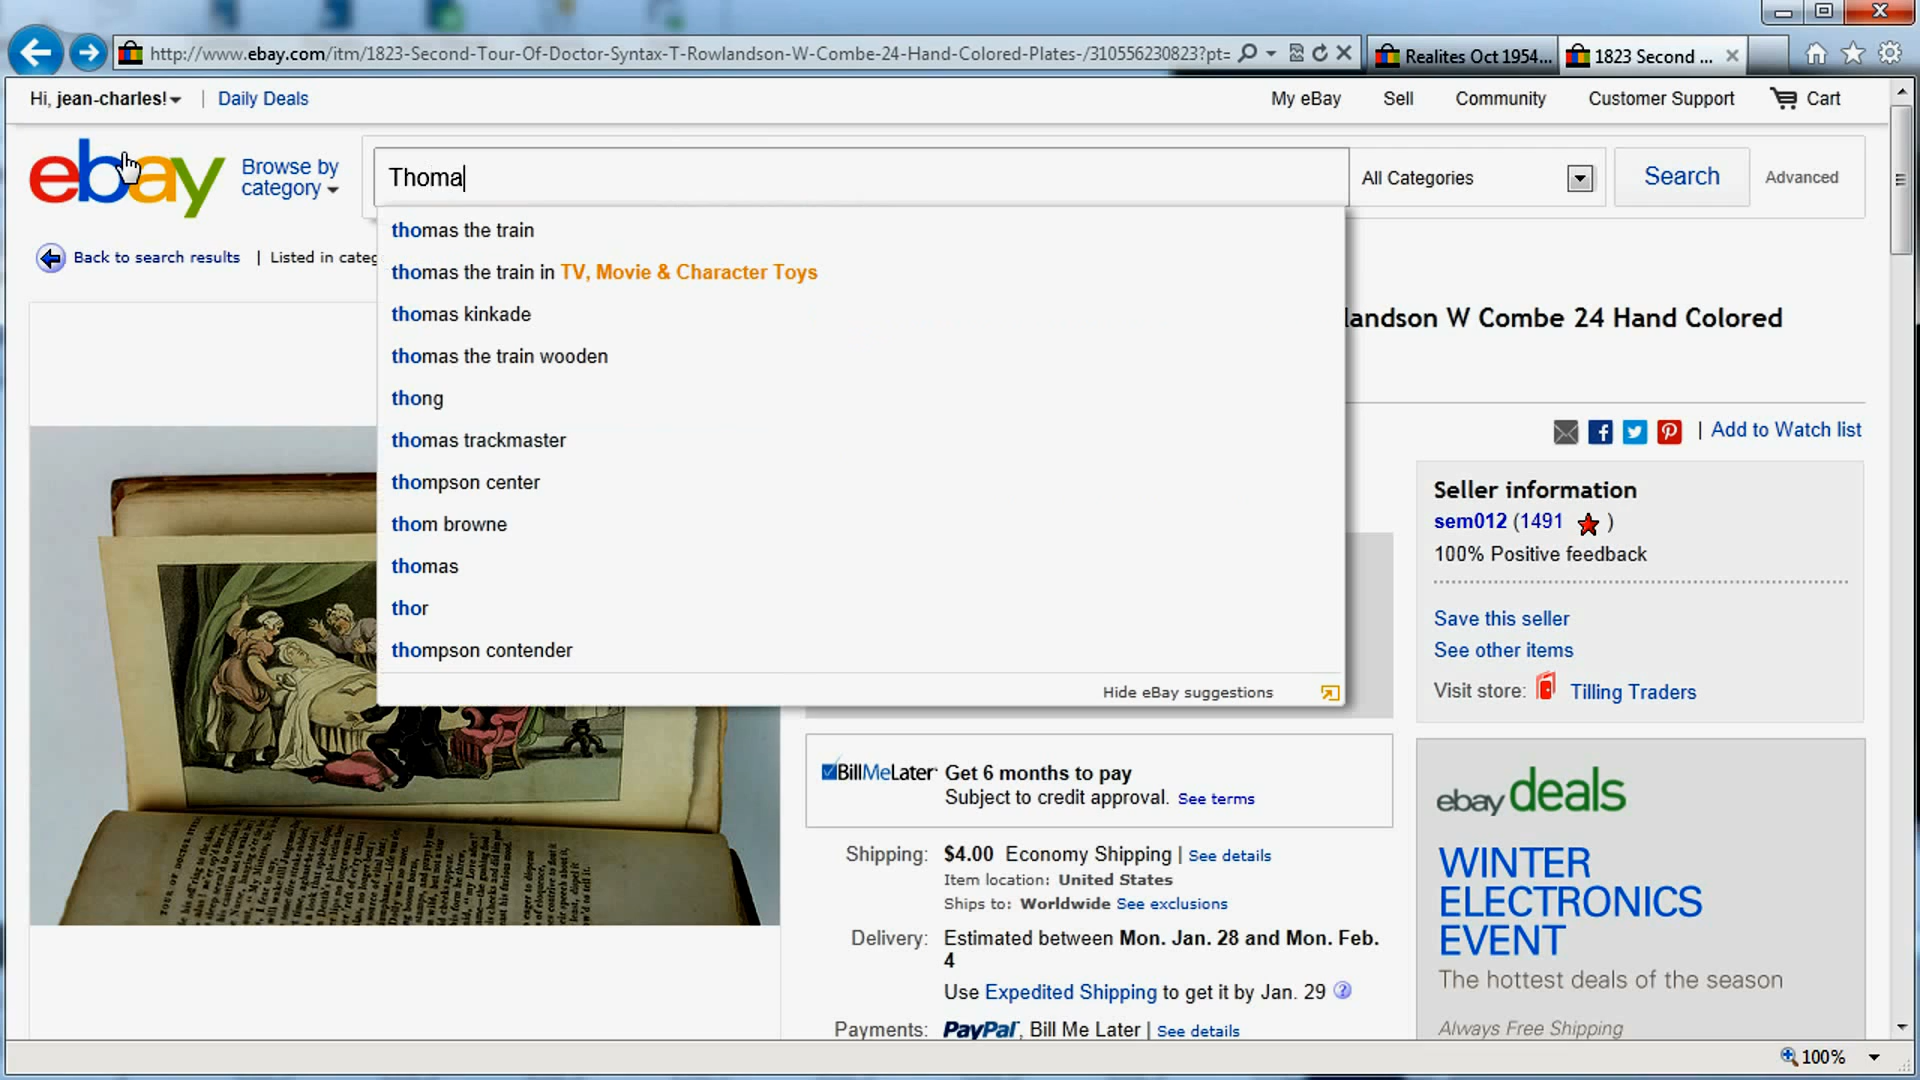 http://www.ebay.com/itm/1823-Second-Tour-Of-Doctor-Syntax-T-Rowlandson-W-Combe-24-Hand-Colored-Plates-/310556230823?pt=
Realites Oct 1954...
1823 Second ...
Hi, jean-charles!
Daily Deals
My eBay
Sell
Community
Customer Support
Cart
ebay
Browse by
category
Thoma
All Categories
Search
Advanced
Back to search results
| Listed in categ
thomas the train
thomas the train in TV, Movie & Character Toys
thomas kinkade
thomas the train wooden
thong
thomas trackmaster
thompson center
thom browne
thomas
thor
thompson contender
Hide eBay suggestions
landson W Combe 24 Hand Colored
| Add to Watch list
Seller information
sem012 (1491 )
100% Positive feedback
Save this seller
See other items
Visit store: Tilling Traders
BillMeLater
Get 6 months to pay
Subject to credit approval. See terms
Shipping: $4.00 Economy Shipping | See details
Item location: United States
Ships to: Worldwide See exclusions
Delivery: Estimated between Mon. Jan. 28 and Mon. Feb.
4
Use Expedited Shipping to get it by Jan. 29
Payments: PayPal, Bill Me Later | See details
ebay deals
WINTER
ELECTRONICS
EVENT
The hottest deals of the season
Always Free Shipping
100%